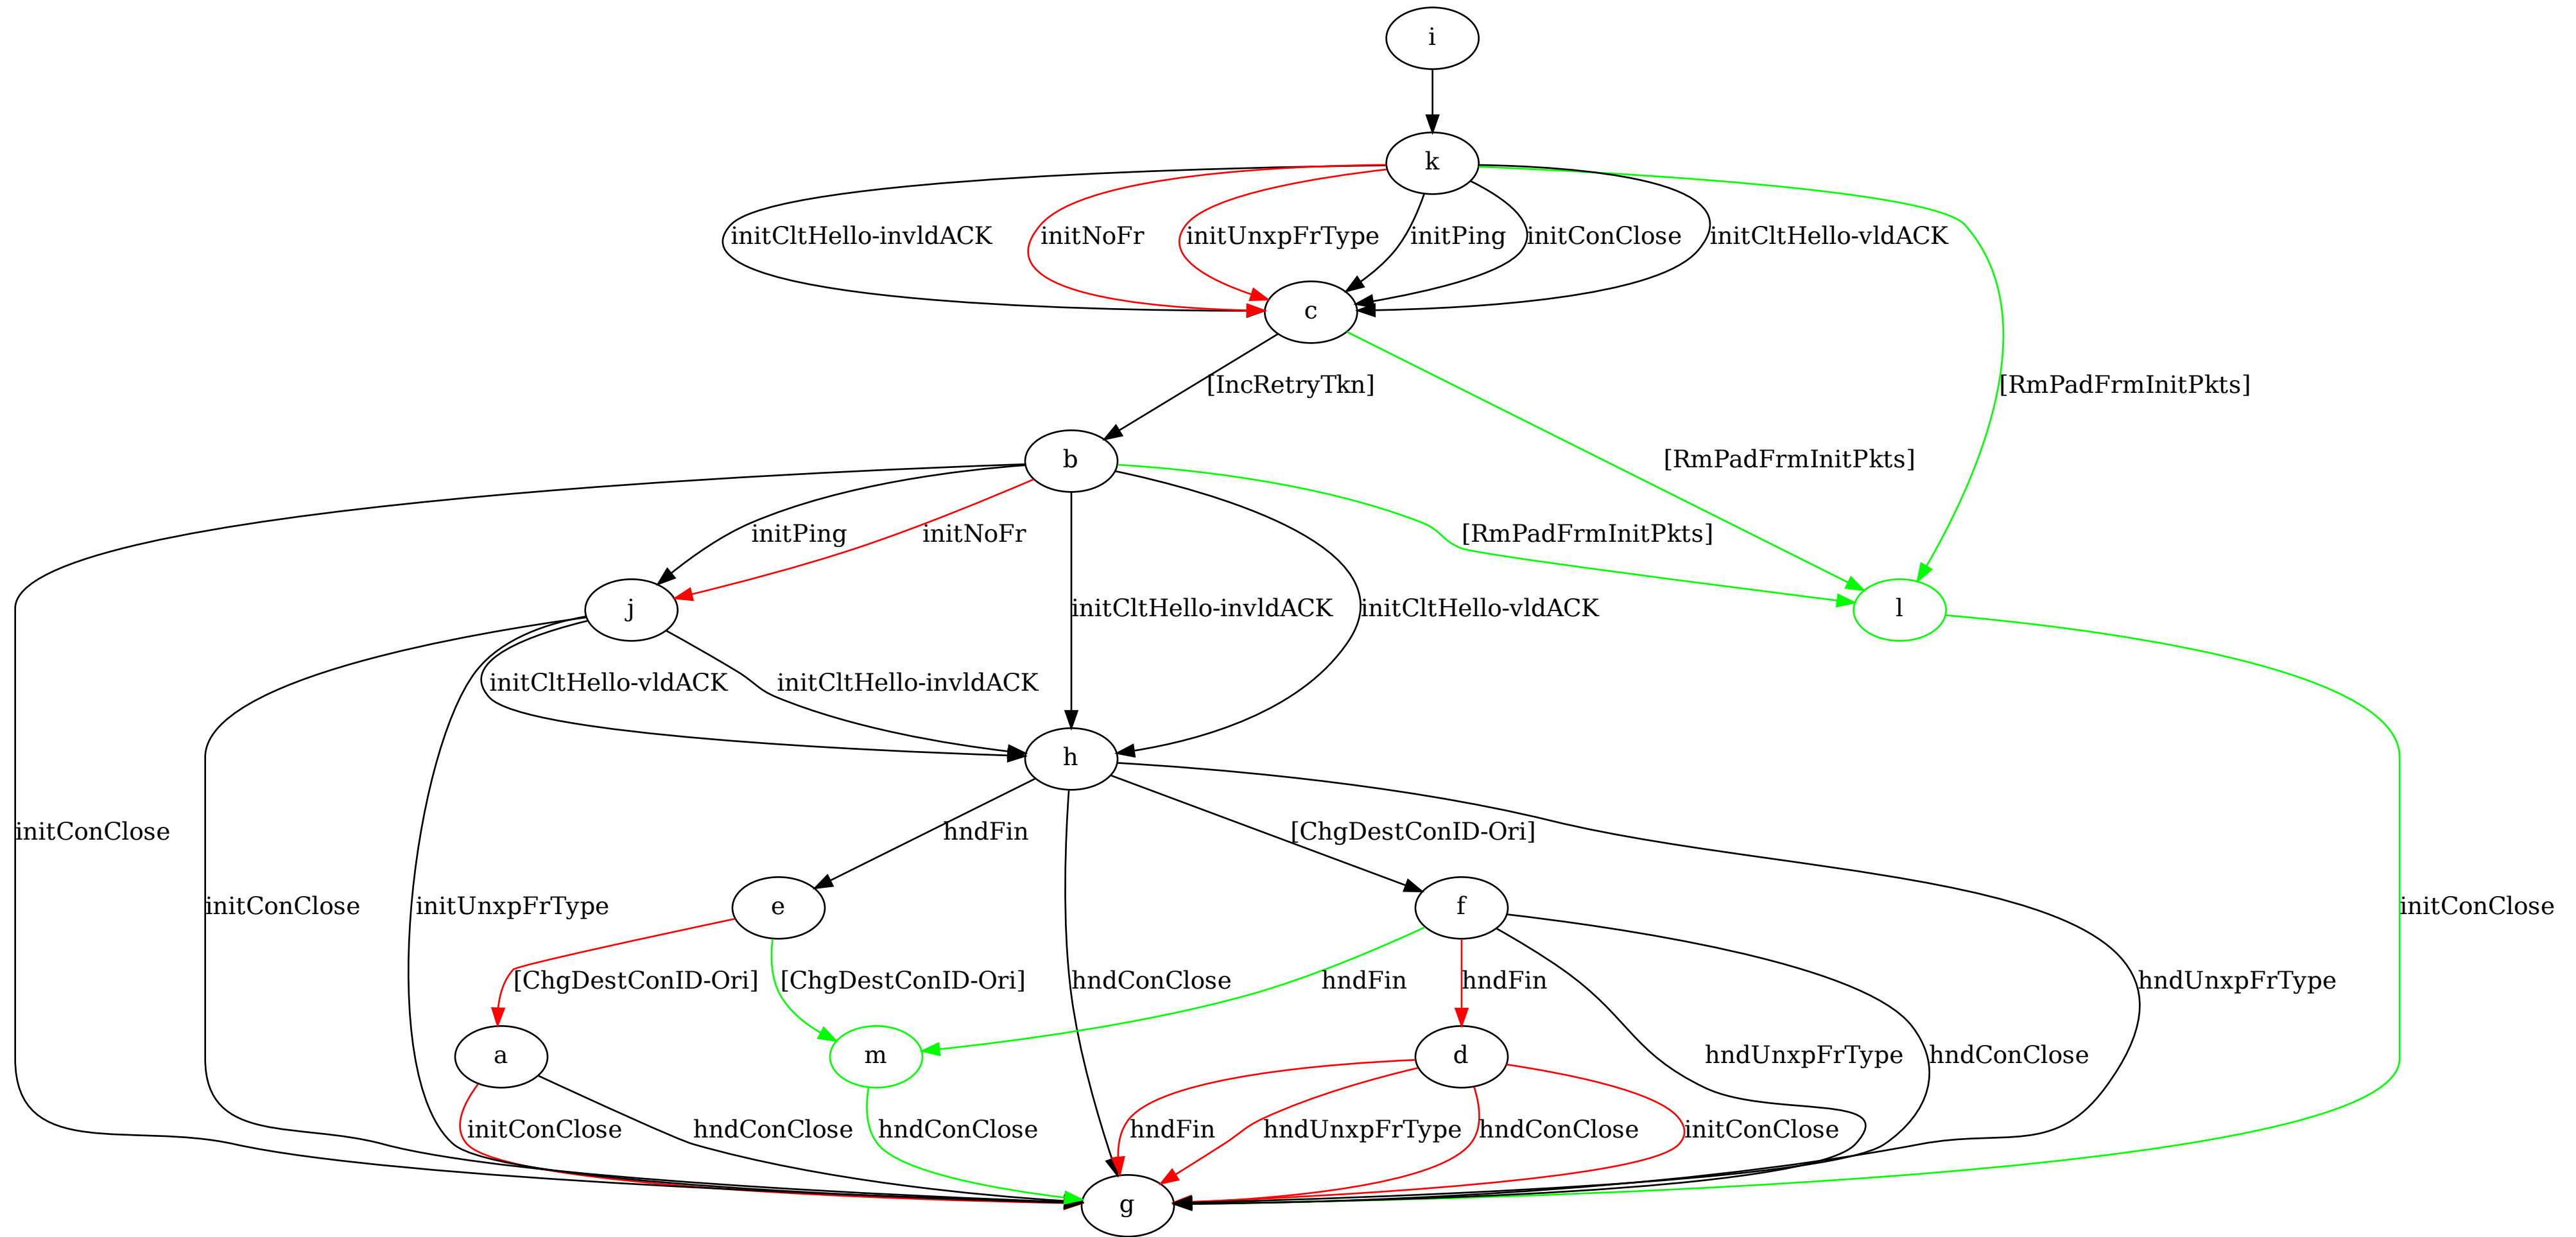 i
k
initCltHello-invldACK
initNoFr
initUnxpFrType
initPing
initConClose
initCltHello-vldACK
c
[IncRetryTkn]
[RmPadFrmInitPkts]
b
[RmPadFrmInitPkts]
initPing
initNoFr
[RmPadFrmInitPkts]
j
initCltHello-invldACK
initCltHello-vldACK
l
initCltHello-vldACK
initCltHello-invldACK
h
initConClose
hndFin
[ChgDestConID-Ori]
initConClose
initUnxpFrType
e
f
initConClose
[ChgDestConID-Ori]
[ChgDestConID-Ori]
hndConClose
hndFin
hndFin
hndUnxpFrType
a
m
d
hndUnxpFrType
hndConClose
initConClose
hndConClose
hndConClose
hndFin
hndUnxpFrType
hndConClose
initConClose
g